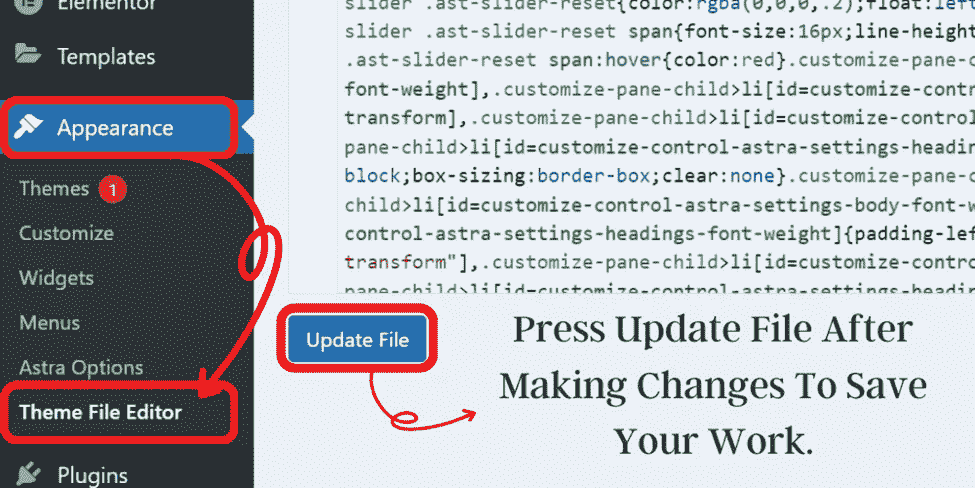 Elementor
Templates
Appearance
Themes 1
Customize
Widgets
Menus
Astra Options
Theme File Editor
Plugins
slider .ast-slider-reset{color:rgba(0,0,0,.2);float:left
slider .ast-slider-reset span{font-size:16px;line-height
.ast-slider-reset span:hover{color:red}.customize-pane-c
font-weight],.customize-pane-child>li[id=customize-contr
transform],.customize-pane-child>li[id=customize-control
pane-child>li[id=customize-control-astra-settings-headin
block;box-sizing:border-box;clear:none}.customize-pane-c
child>li[id=customize-control-astra-settings-body-font-w
control-astra-settings-headings-font-weight]{padding-lef
transform"],.customize-pane-child>li[id=customize-contro
pane-child>li[id=customize-control-astra-settings-headin
Update File
Press Update File After
Making Changes To Save
Your Work.